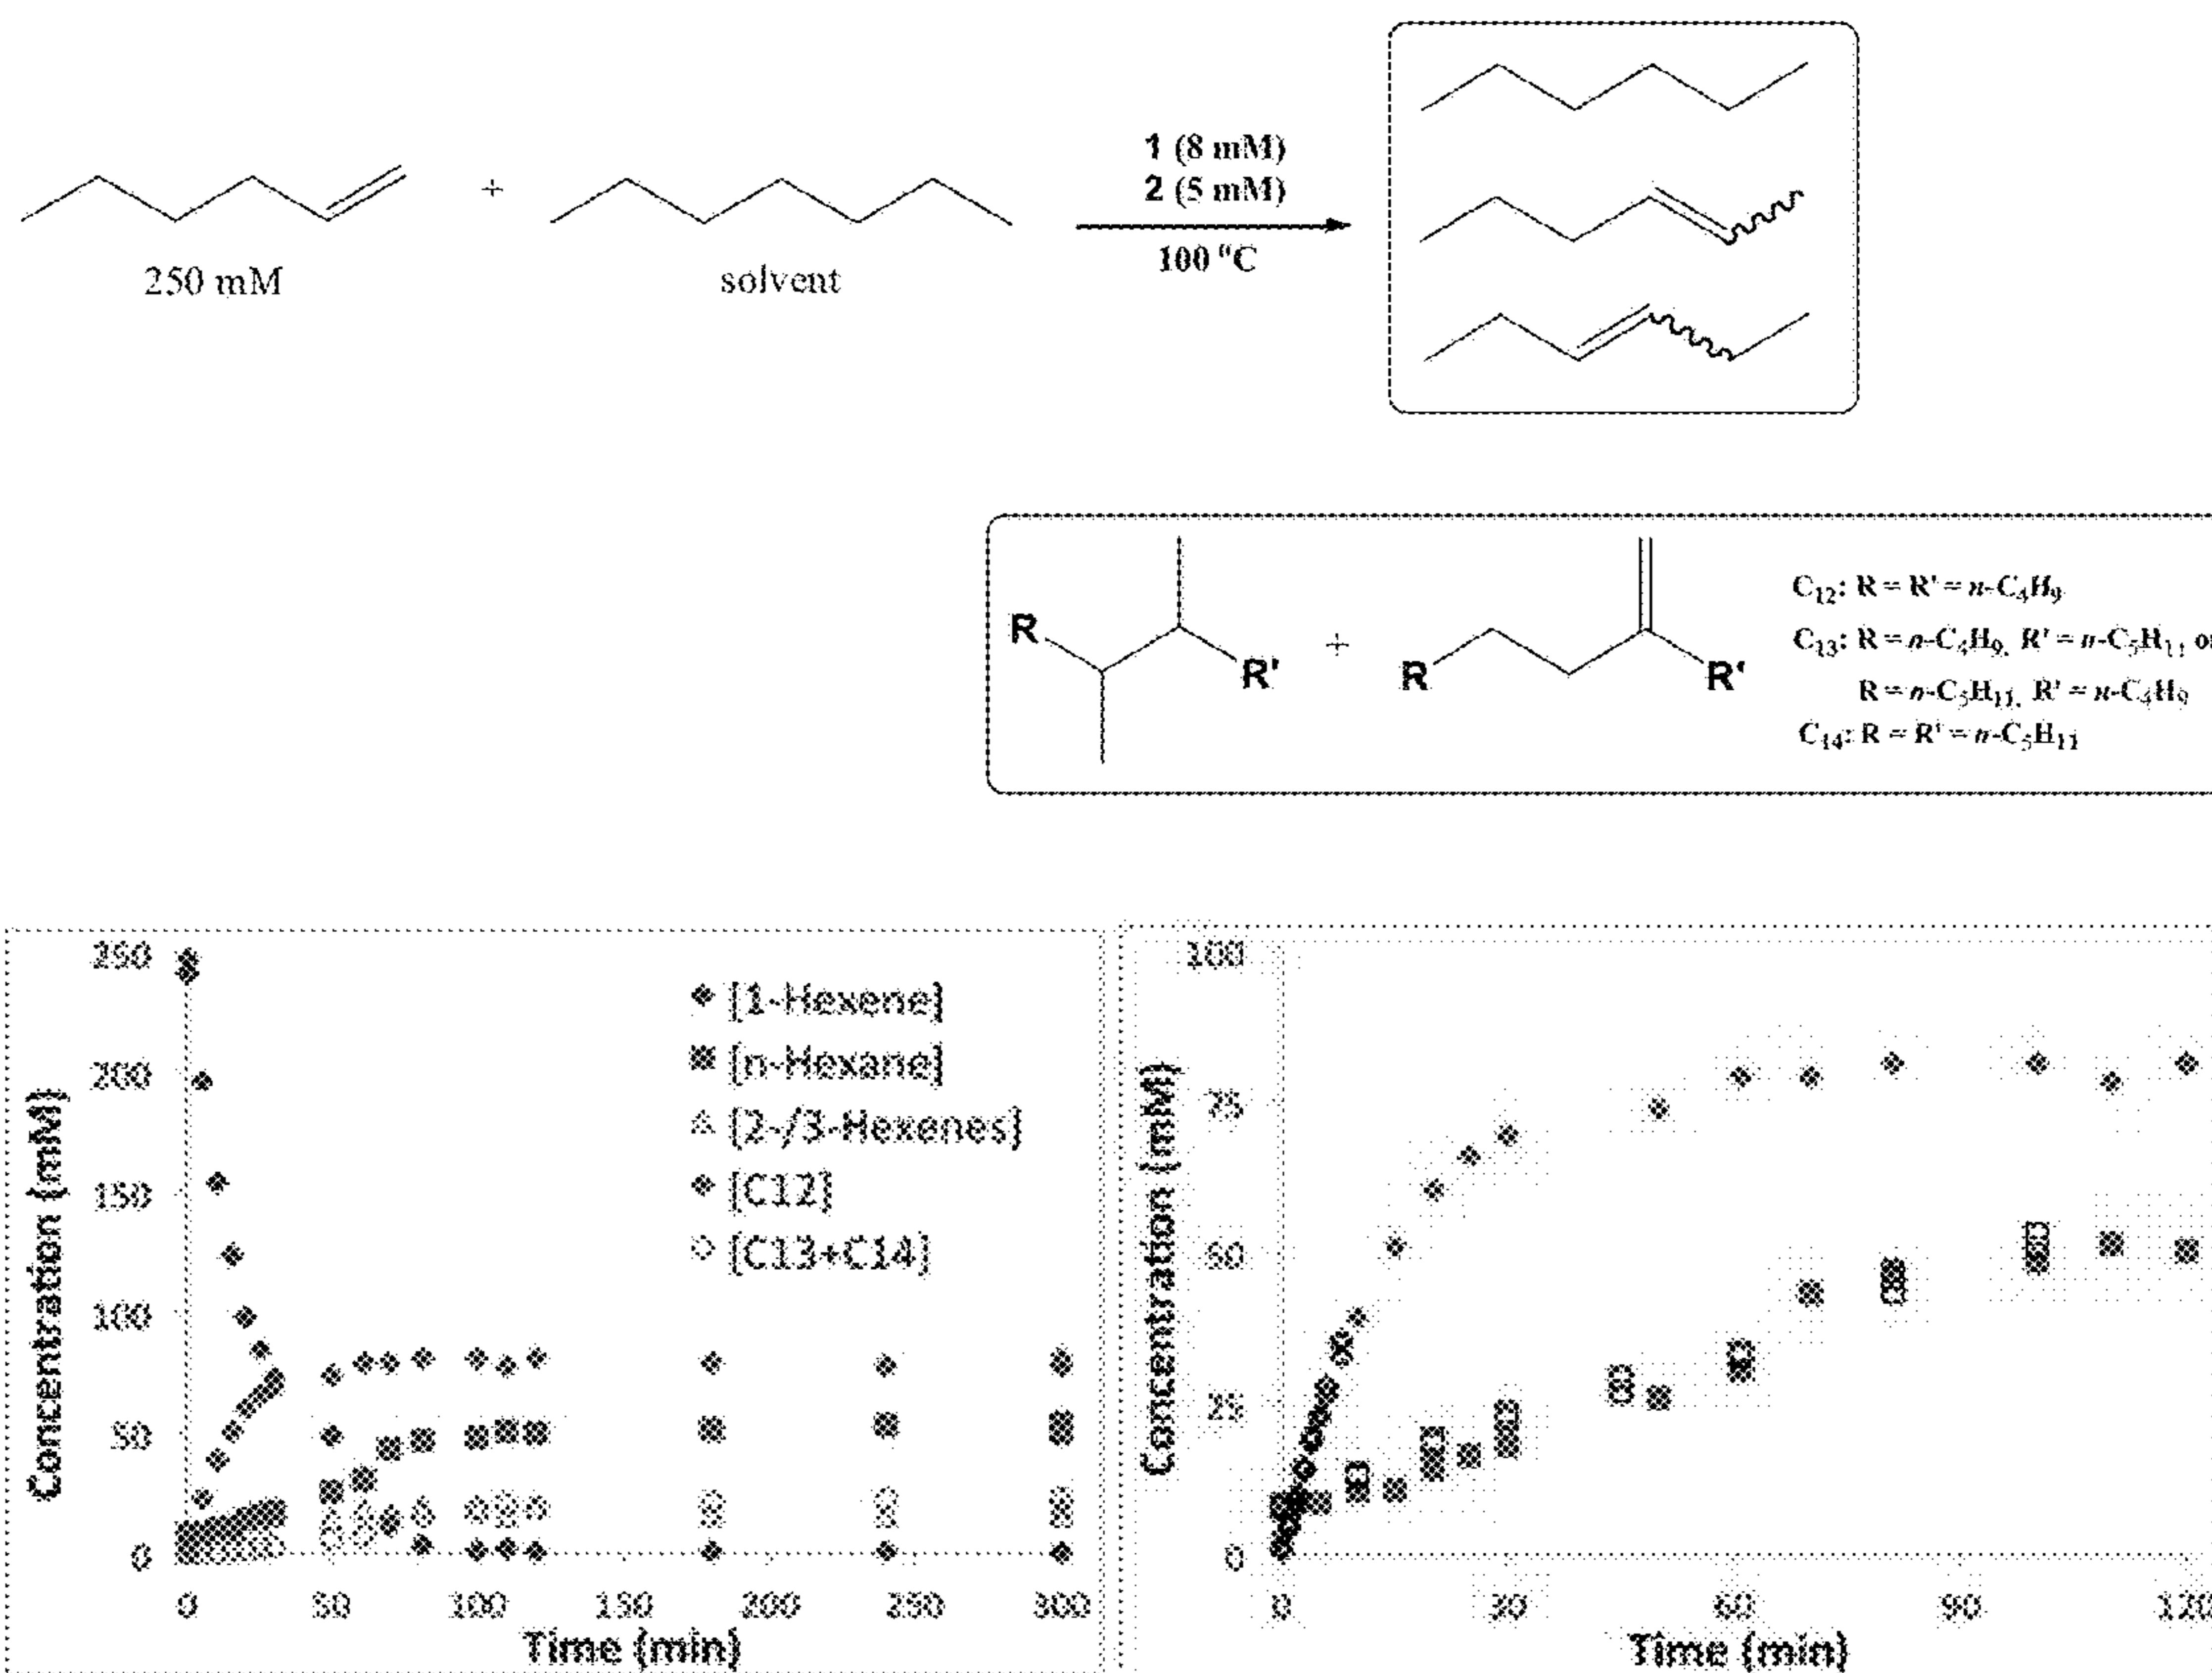 1 (8 mM)
2 (5 mM)
100 °C
+
250 mM
solvent
R
R'
+
R
R'
C12: R = R' = n-C4H9
C13: R = n-C4H9, R' = n-C5H11 or
R = n-C5H11, R' = n-C4H9
C14: R = R' = n-C5H11
Concentration (mM)
250
200
150
100
50
0
[1-Hexene]
[n-Hexane]
[2-/3-Hexenes]
[C12]
[C13+C14]
0 50 100 150 200 250 300
Time (min)
Concentration (mM)
100
75
50
25
0
0 30 60 90 120
Time (min)